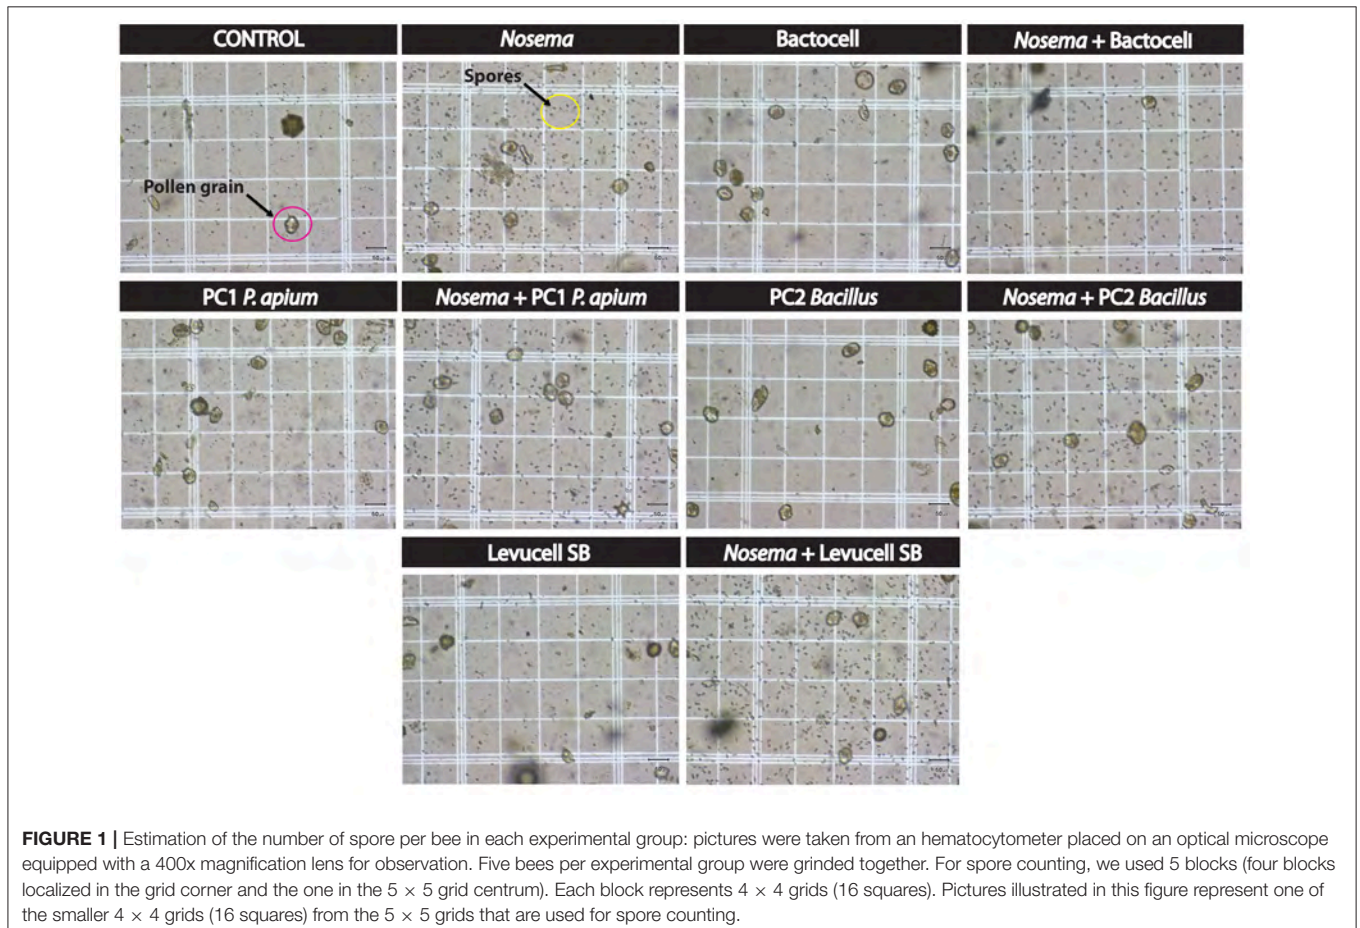 CONTROL
Nosema
Bactocell
Nosema + Bactocell
Spores
Pollen grain
PC1 P. apium
Nosema + PC1 P. apium
PC2 Bacillus
Nosema + PC2 Bacillus
Levucell SB
Nosema + Levucell SB
FIGURE 1 | Estimation of the number of spore per bee in each experimental group: pictures were taken from an hematocytometer placed on an optical microscope
equipped with a 400x magnification lens for observation. Five bees per experimental group were grinded together. For spore counting, we used 5 blocks (four blocks
localized in the grid corner and the one in the 5 × 5 grid centrum). Each block represents 4 × 4 grids (16 squares). Pictures illustrated in this figure represent one of
the smaller 4 × 4 grids (16 squares) from the 5 × 5 grids that are used for spore counting.